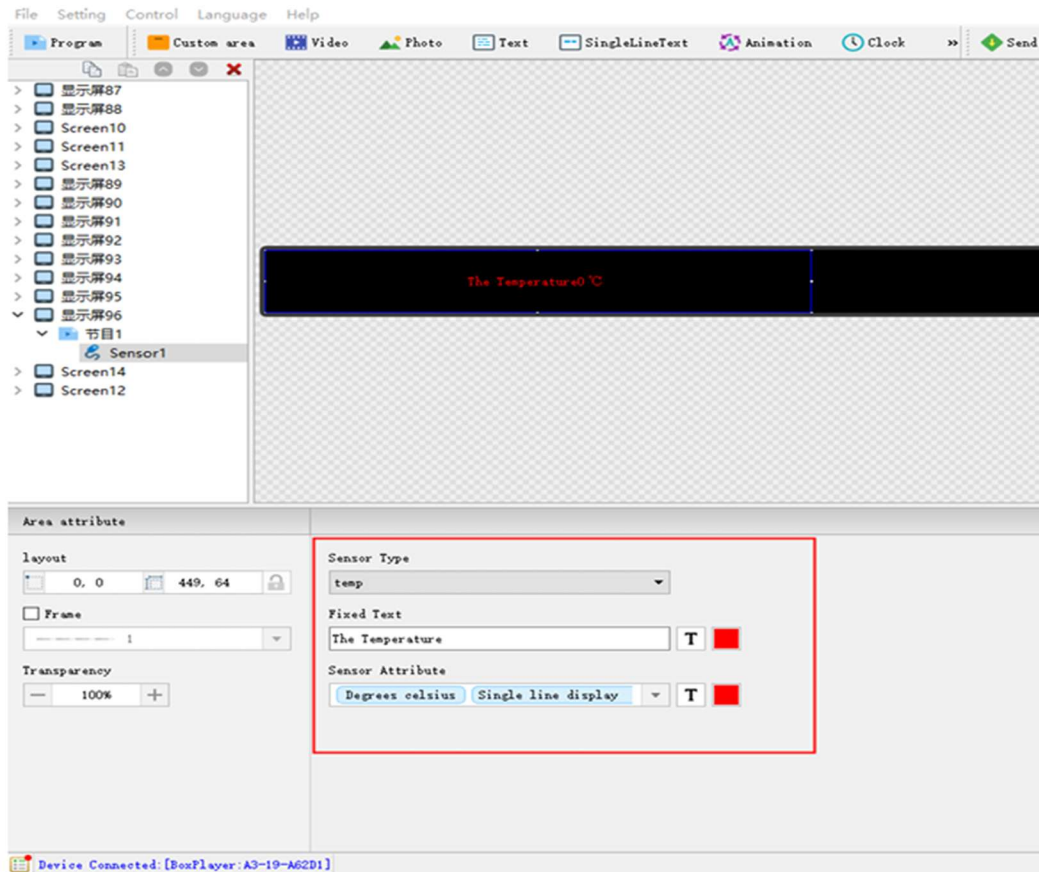 File Setting Control Language Help
Program Custom area Video Photo Text SingleLineText Animation Clock » Send
显示屏87
显示屏88
Screen10
Screen11
Screen13
显示屏89
显示屏90
显示屏91
显示屏92
显示屏93
显示屏94
显示屏95
显示屏96
节目1
Sensor1
Screen14
Screen12
The Temperature0 ℃
Area attribute
layout
0, 0 449, 64
Frame
1
Transparency
100%
Sensor Type
temp
Fixed Text
The Temperature T
Sensor Attribute
Degrees celsius Single line display T
Device Connected:[BoxPlayer:A3-19-A62D1]